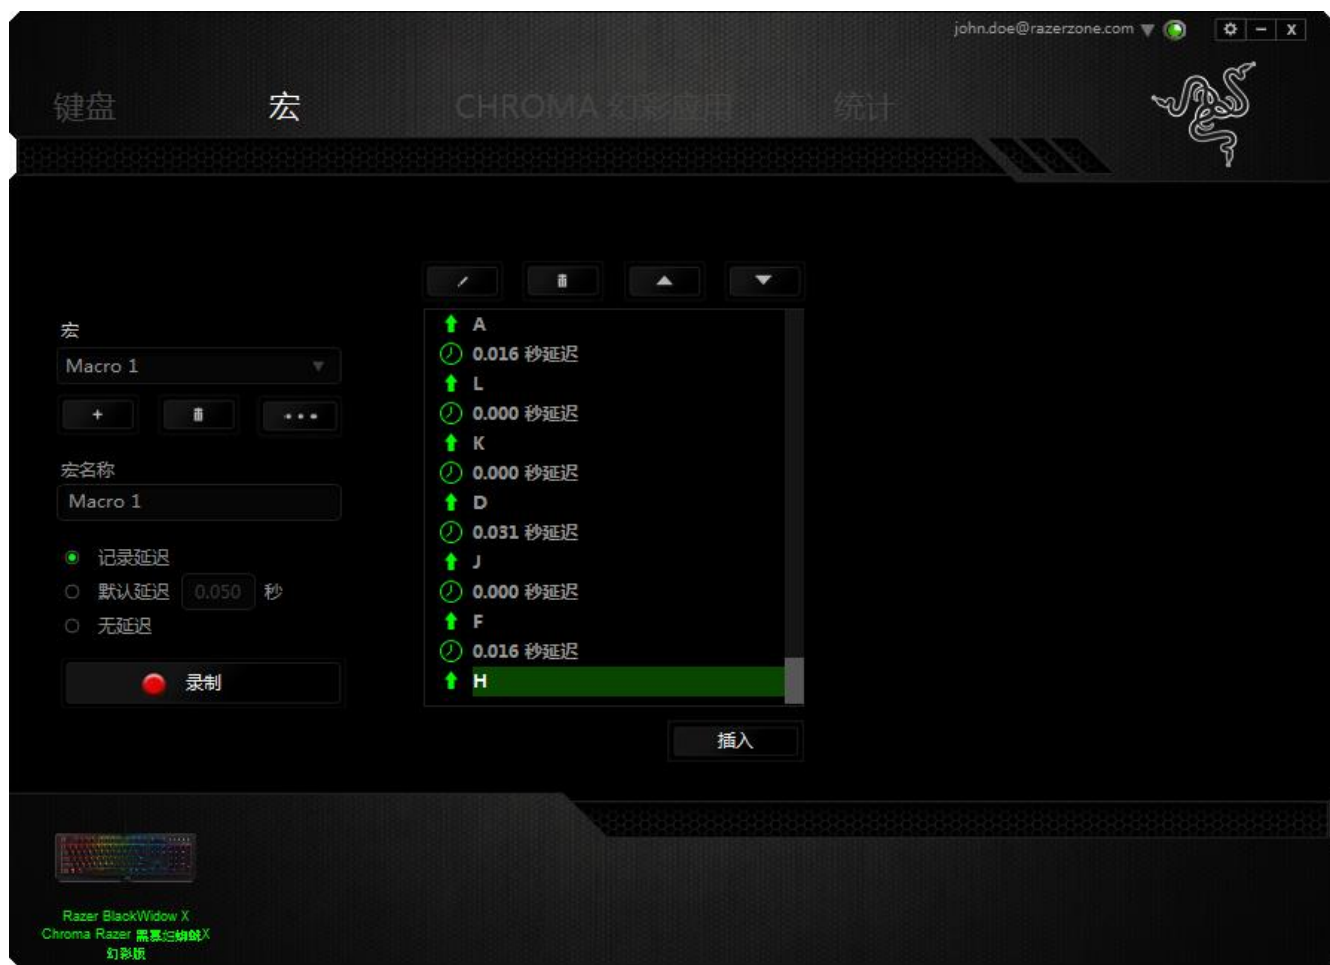 john.doe@razerzone.com
键盘
宏
CHROMA 幻彩应用
统计
宏
Macro 1
宏名称
Macro 1
记录延迟
默认延迟 0.050 秒
无延迟
录制
A
0.016 秒延迟
L
0.000 秒延迟
K
0.000 秒延迟
D
0.031 秒延迟
J
0.000 秒延迟
F
0.016 秒延迟
H
插入
Razer BlackWidow X
Chroma Razer 黑寡妇蜘蛛X
幻彩版